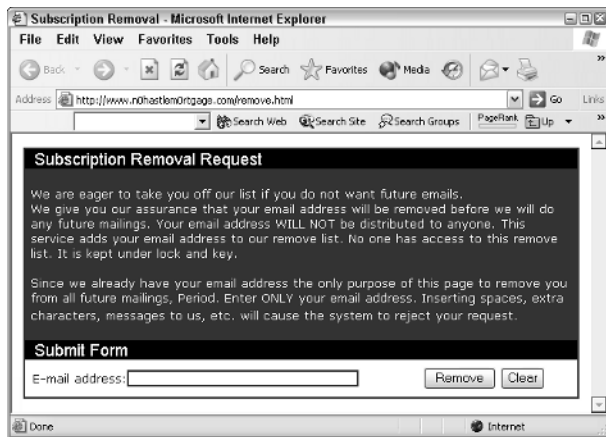 Subscription Removal - Microsoft Internet Explorer
File Edit View Favorites Tools Help
Back Search Favorites Media
Address http://www.n0hastlem0rtgage.com/remove.html Go Links
Search Web Search Site Search Groups PageRank Up
Subscription Removal Request
We are eager to take you off our list if you do not want future emails.
We give you our assurance that your email address will be removed before we will do
any future mailings. Your email address WILL NOT be distributed to anyone. This
service adds your email address to our remove list. No one has access to this remove
list. It is kept under lock and key.
Since we already have your email address the only purpose of this page to remove you
from all future mailings, Period. Enter ONLY your email address. Inserting spaces, extra
characters, messages to us, etc. will cause the system to reject your request.
Submit Form
E-mail address: Remove Clear
Done Internet